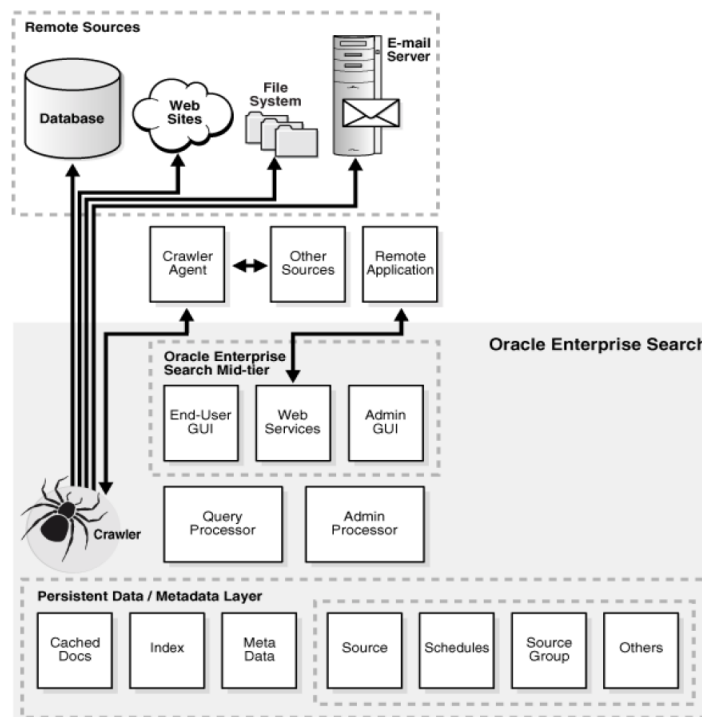 Remote Sources
E-mail
Server
File
System
Web
Sites
Database
Crawler
Agent
Other
Sources
Remote
Application
Oracle Enterprise Search
Oracle Enterprise
Search Mid-tier
End-User
GUI
Web
Services
Admin
GUI
Query
Processor
Admin
Processor
Crawler
Persistent Data / Metadata Layer
Cached
Docs
Index
Meta
Data
Source
Schedules
Source
Group
Others